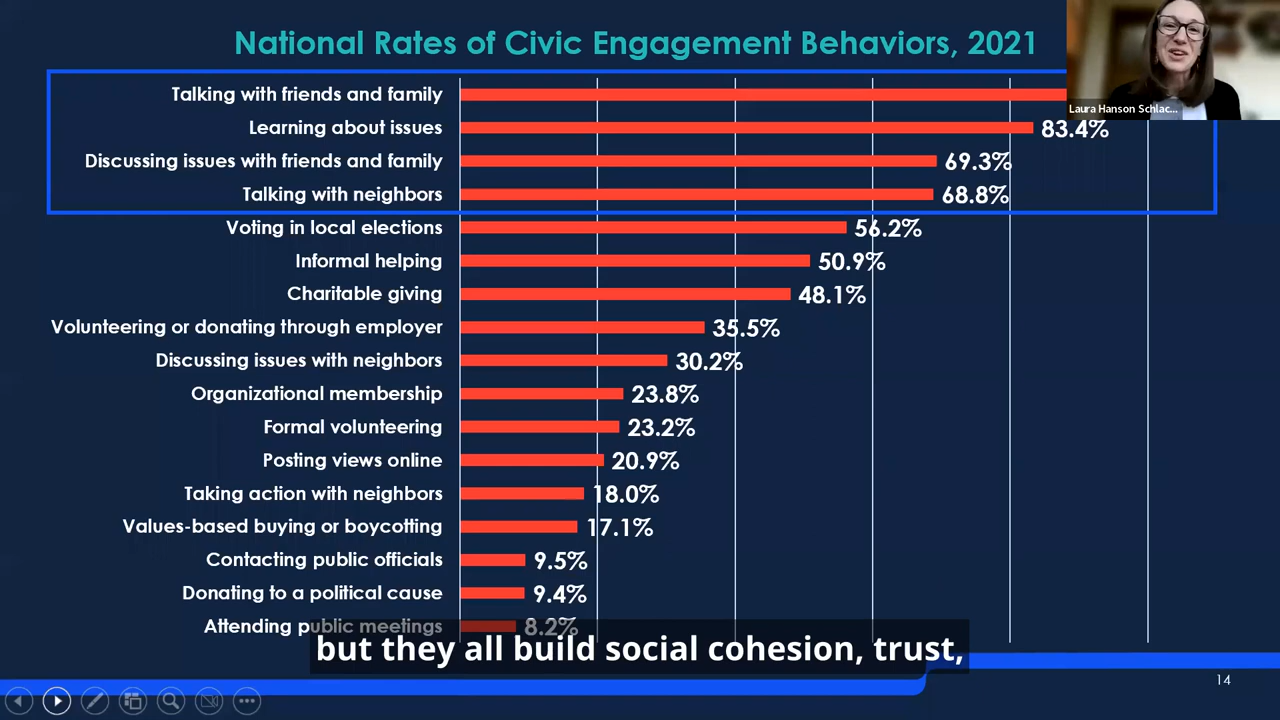 National Rates of Civic Engagement Behaviors, 2021
Talking with friends and family
Learning about issues 83.4%
Discussing issues with friends and family 69.3%
Talking with neighbors 68.8%
Voting in local elections 56.2%
Informal helping 50.9%
Charitable giving 48.1%
Volunteering or donating through employer 35.5%
Discussing issues with neighbors 30.2%
Organizational membership 23.8%
Formal volunteering 23.2%
Posting views online 20.9%
Taking action with neighbors 18.0%
Values-based buying or boycotting 17.1%
Contacting public officials 9.5%
Donating to a political cause 9.4%
Attending public meetings 8.2%
but they all build social cohesion, trust,
14
Laura Hanson Schlac...